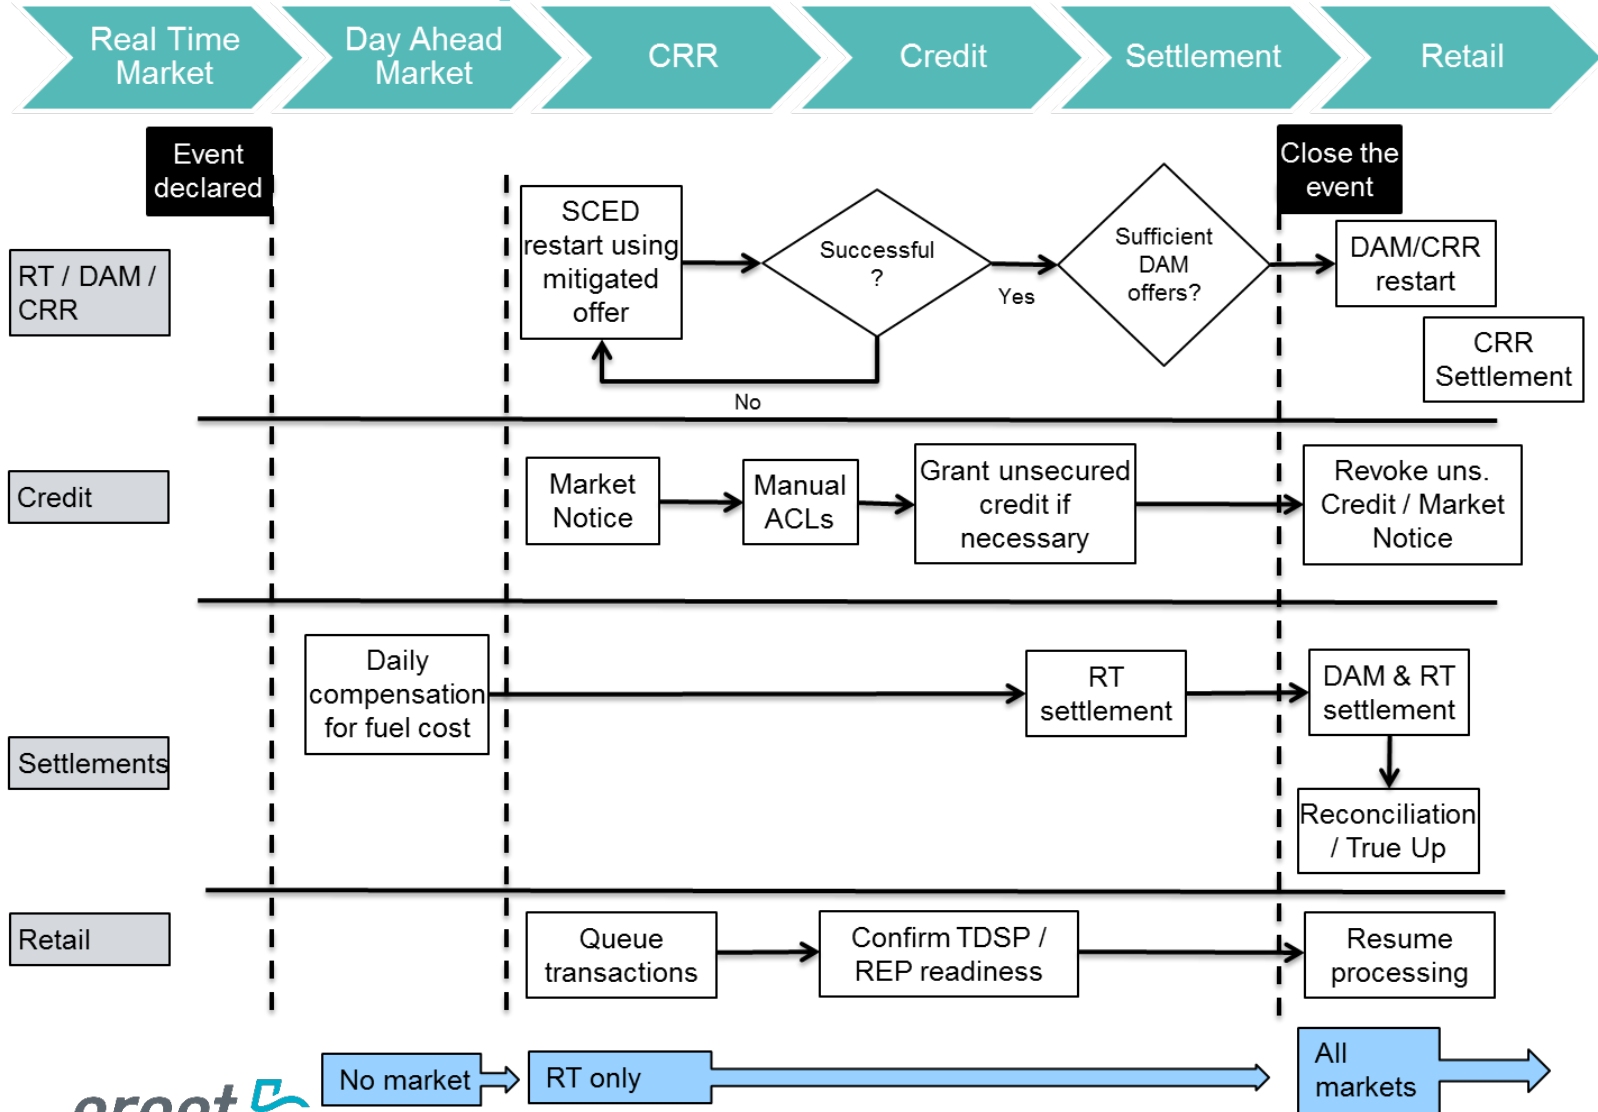 Real Time
Market
Day Ahead
Market
CRR
Credit
Settlement
Retail
Event
declared
Close the
event
RT / DAM /
CRR
SCED
restart using
mitigated
offer
Successful
?
Yes
No
Sufficient
DAM
offers?
DAM/CRR
restart
CRR
Settlement
Credit
Market
Notice
Manual
ACLs
Grant unsecured
credit if
necessary
Revoke uns.
Credit / Market
Notice
Settlements
Daily
compensation
for fuel cost
RT
settlement
DAM & RT
settlement
Reconciliation
/ True Up
Retail
Queue
transactions
Confirm TDSP /
REP readiness
Resume
processing
No market
RT only
All
markets
ercot